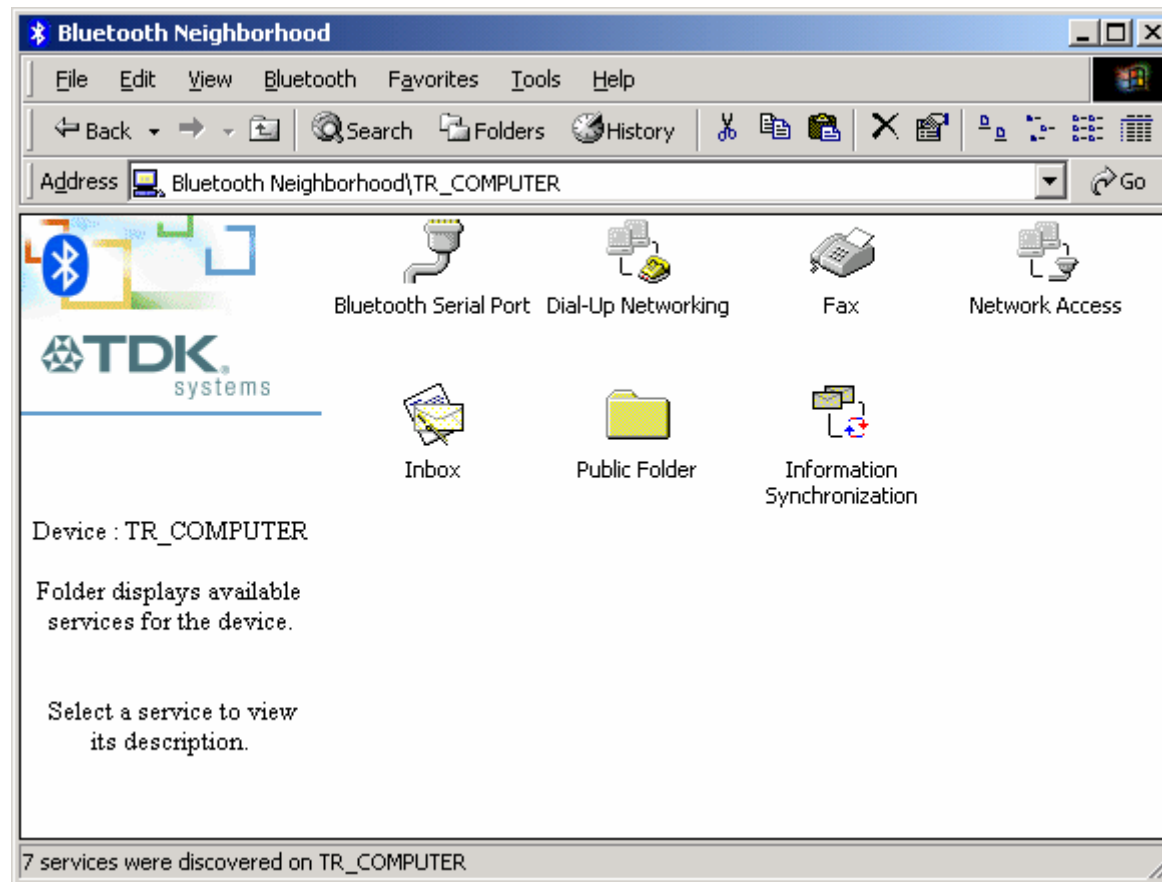 Bluetooth Neighborhood
File Edit View Bluetooth Favorites Tools Help
Back Search Folders History
Address Bluetooth Neighborhood\TR_COMPUTER Go
Bluetooth Serial Port Dial-Up Networking Fax Network Access
TDK®
systems
Inbox Public Folder Information
Synchronization
Device : TR_COMPUTER
Folder displays available
services for the device.
Select a service to view
its description.
7 services were discovered on TR_COMPUTER